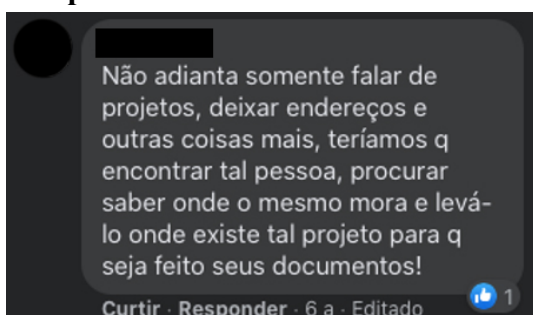 Não adianta somente falar de
projetos, deixar endereços e
outras coisas mais, teríamos q
encontrar tal pessoa, procurar
saber onde o mesmo mora e levá-
lo onde existe tal projeto para q
seja feito seus documentos!
Curtir · Responder · 6 a · Editado
1